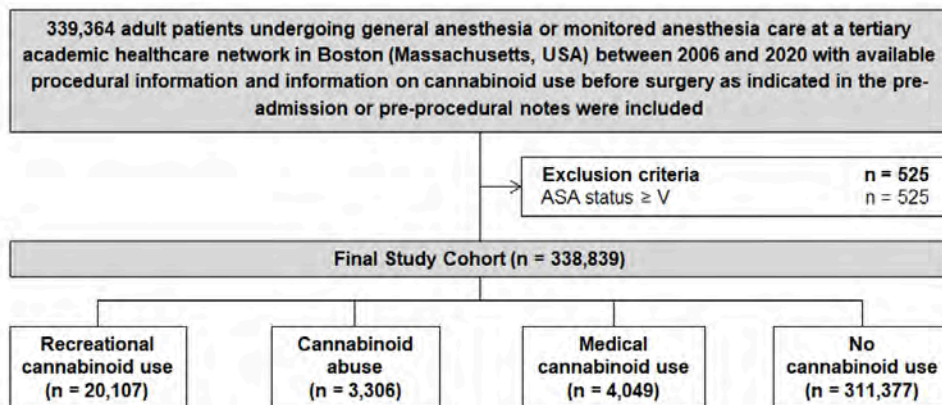 339,364 adult patients undergoing general anesthesia or monitored anesthesia care at a tertiary
academic healthcare network in Boston (Massachusetts, USA) between 2006 and 2020 with available
procedural information and information on cannabinoid use before surgery as indicated in the pre-
admission or pre-procedural notes were included
Exclusion criteria n = 525
ASA status ≥ V n = 525
Final Study Cohort (n = 338,839)
Recreational
cannabinoid use
(n = 20,107)
Cannabinoid
abuse
(n = 3,306)
Medical
cannabinoid use
(n = 4,049)
No
cannabinoid use
(n = 311,377)